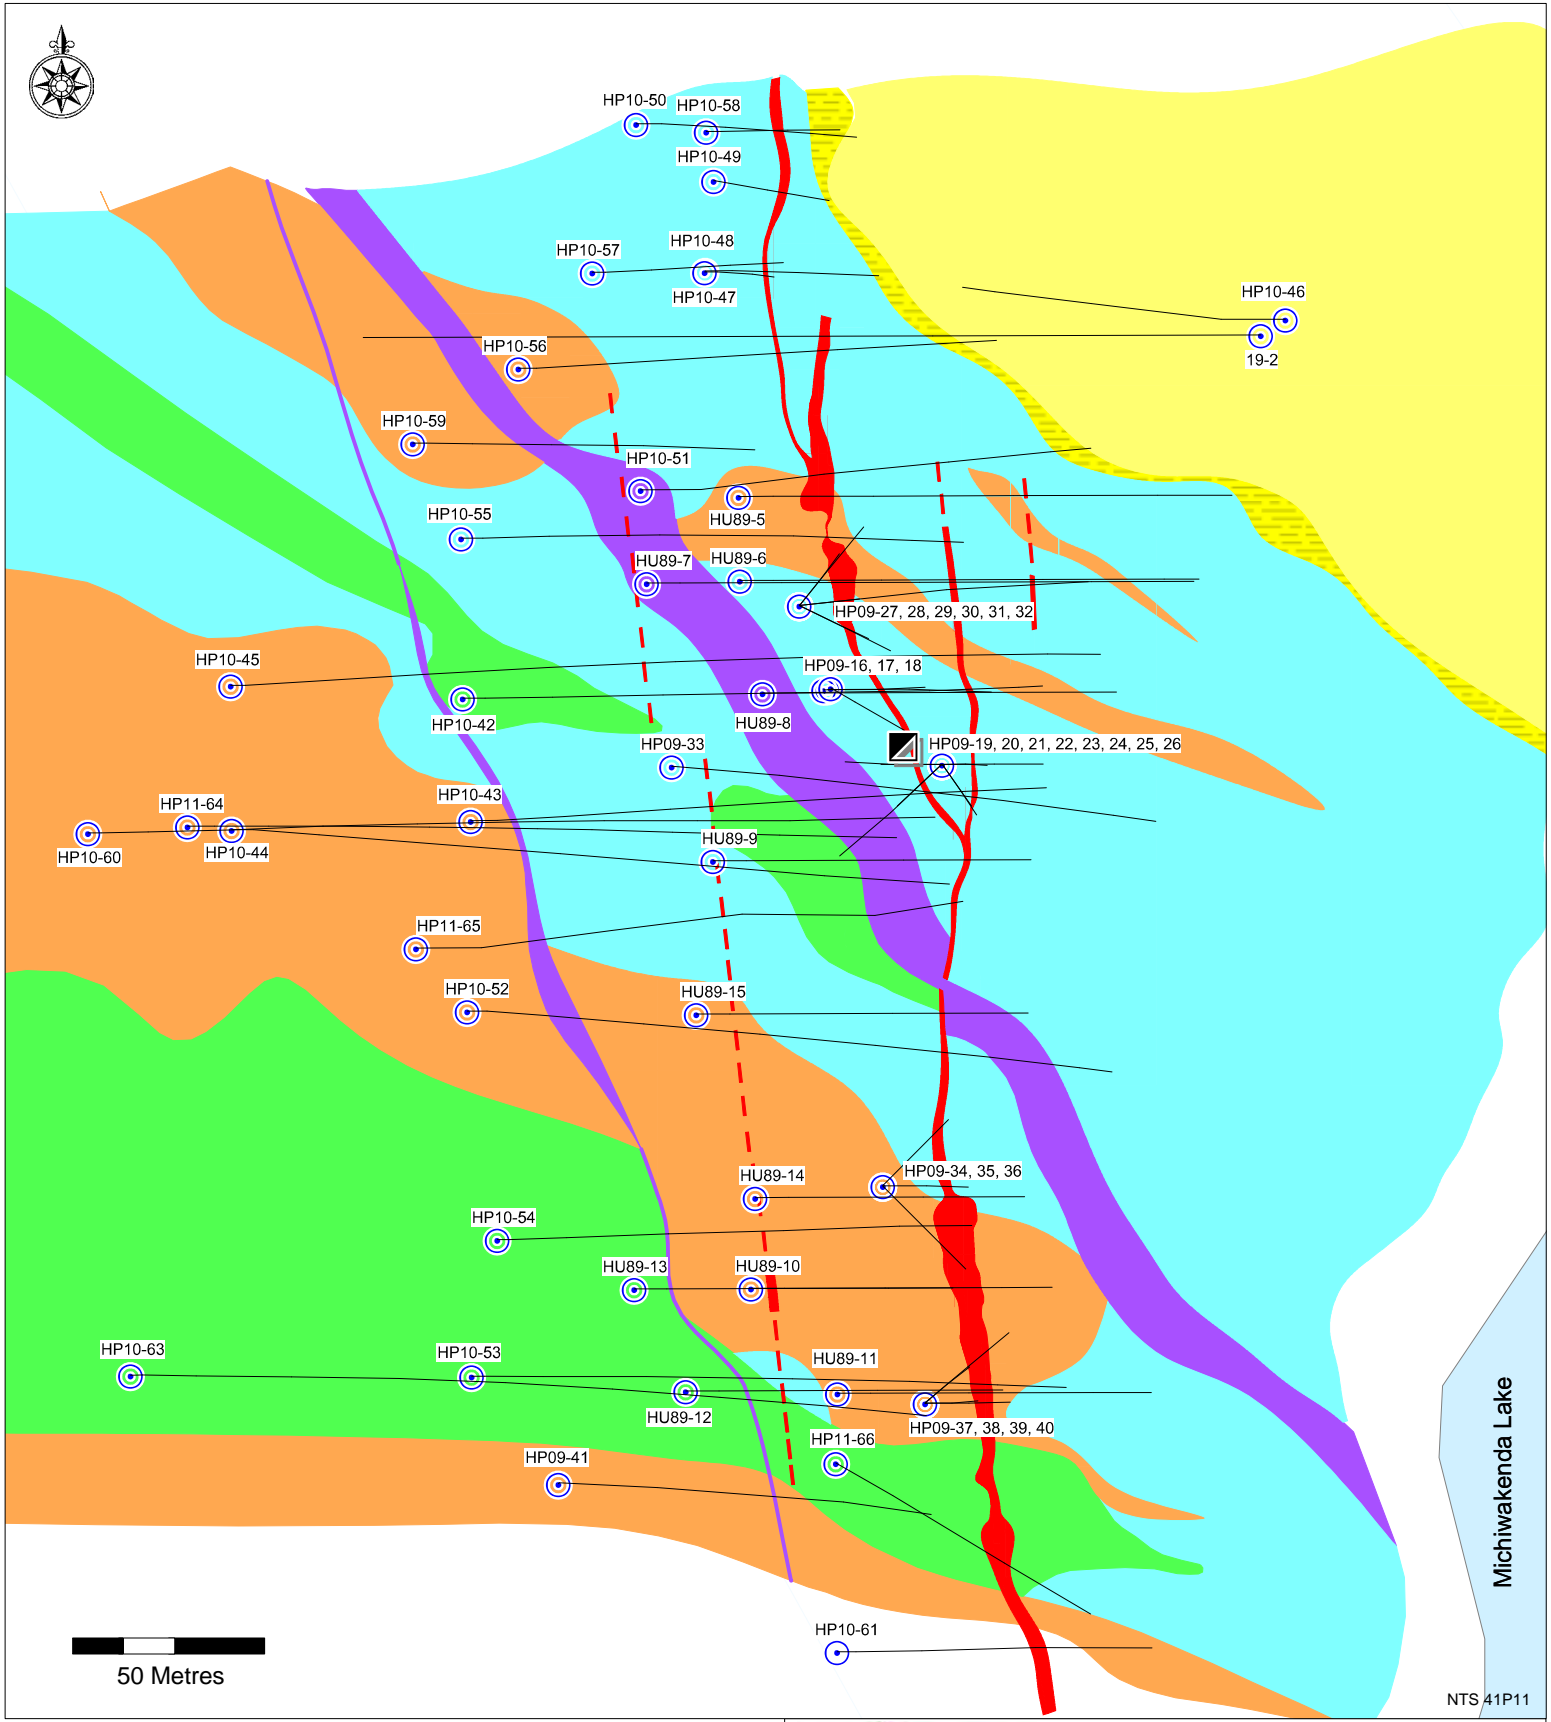 HP10-50
HP10-58
HP10-49
HP10-48
HP10-57
HP10-47
HP10-46
19-2
HP10-56
HP10-59
HP10-51
HU89-5
HP10-55
HU89-6
HU89-7
HP09-27, 28, 29, 30, 31, 32
HP10-45
HP09-16, 17, 18
HP10-42
HU89-8
HP09-33
HP09-19, 20, 21, 22, 23, 24, 25, 26
HP10-43
HP11-64
HP10-44
HP10-60
HU89-9
HP11-65
HP10-52
HU89-15
HP09-34, 35, 36
HU89-14
HP10-54
HU89-13
HU89-10
HP10-63
HP10-53
HU89-11
HU89-12
HP09-37, 38, 39, 40
HP11-66
HP09-41
Michiwakenda Lake
HP10-61
50 Metres
NTS 41P11